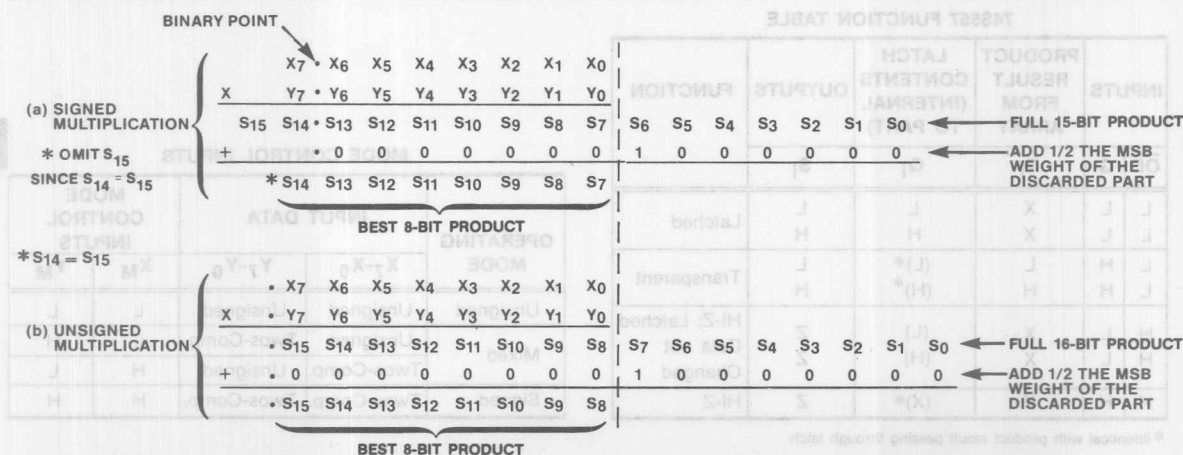 BINARY POINT
X7 • X6 X5 X4 X3 X2 X1 X0
X Y7 • Y6 Y5 Y4 Y3 Y2 Y1 Y0
(a) SIGNED
MULTIPLICATION
S15 S14 • S13 S12 S11 S10 S9 S8 S7 S6 S5 S4 S3 S2 S1 S0 FULL 15-BIT PRODUCT
+ • 0 0 0 0 0 0 0 1 0 0 0 0 0 0 ADD 1/2 THE MSB
WEIGHT OF THE
DISCARDED PART
* OMIT S15
SINCE S14 = S15
* S14 S13 S12 S11 S10 S9 S8 S7
BEST 8-BIT PRODUCT
* S14 = S15
• X7 X6 X5 X4 X3 X2 X1 X0
X • Y7 Y6 Y5 Y4 Y3 Y2 Y1 Y0
(b) UNSIGNED
MULTIPLICATION
• S15 S14 S13 S12 S11 S10 S9 S8 S7 S6 S5 S4 S3 S2 S1 S0 FULL 16-BIT PRODUCT
+ • 0 0 0 0 0 0 0 0 1 0 0 0 0 0 0 0 ADD 1/2 THE MSB
WEIGHT OF THE
DISCARDED PART
• S15 S14 S13 S12 S11 S10 S9 S8
BEST 8-BIT PRODUCT